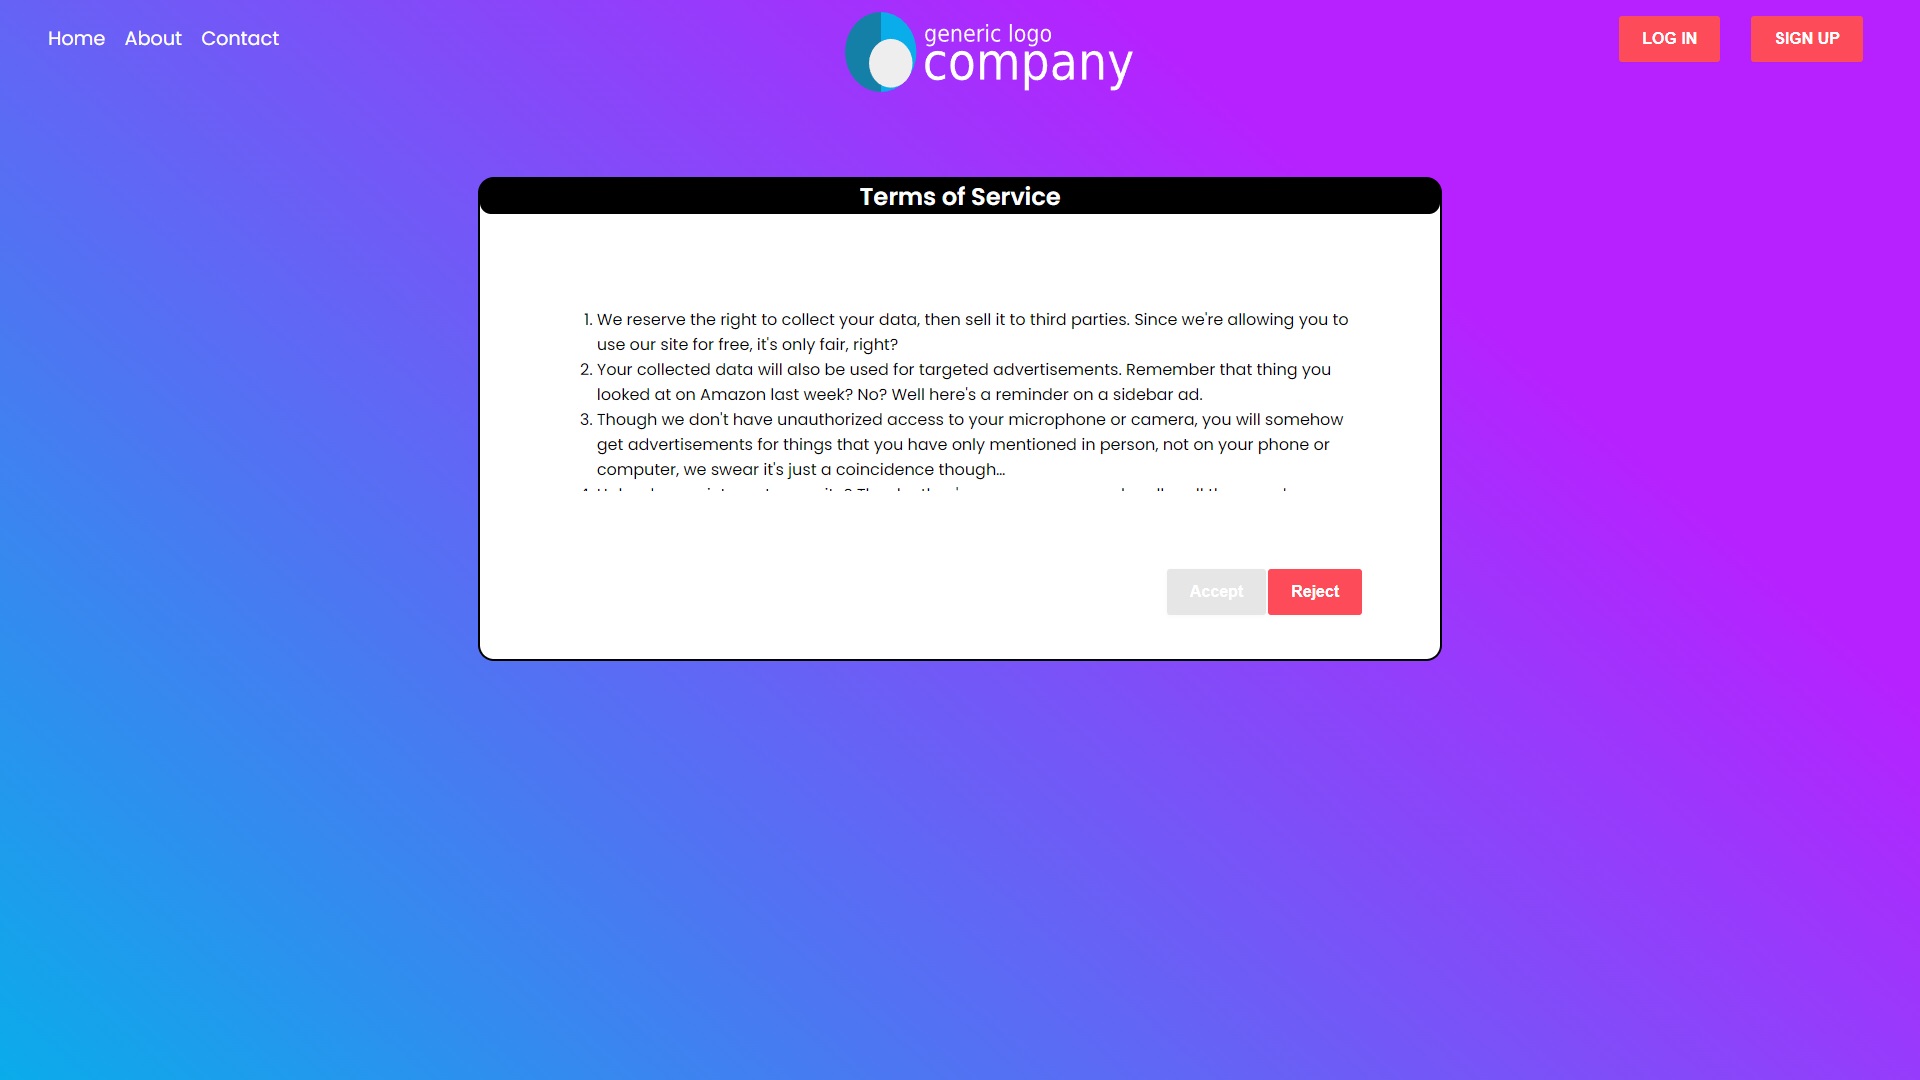 Home About Contact
generic logo
company
LOG IN SIGN UP
Terms of Service
1. We reserve the right to collect your data, then sell it to third parties. Since we're allowing you to
use our site for free, it's only fair, right?
2. Your collected data will also be used for targeted advertisements. Remember that thing you
looked at on Amazon last week? No? Well here's a reminder on a sidebar ad.
3. Though we don't have unauthorized access to your microphone or camera, you will somehow
get advertisements for things that you have only mentioned in person, not on your phone or
computer, we swear it's just a coincidence though...
Accept Reject